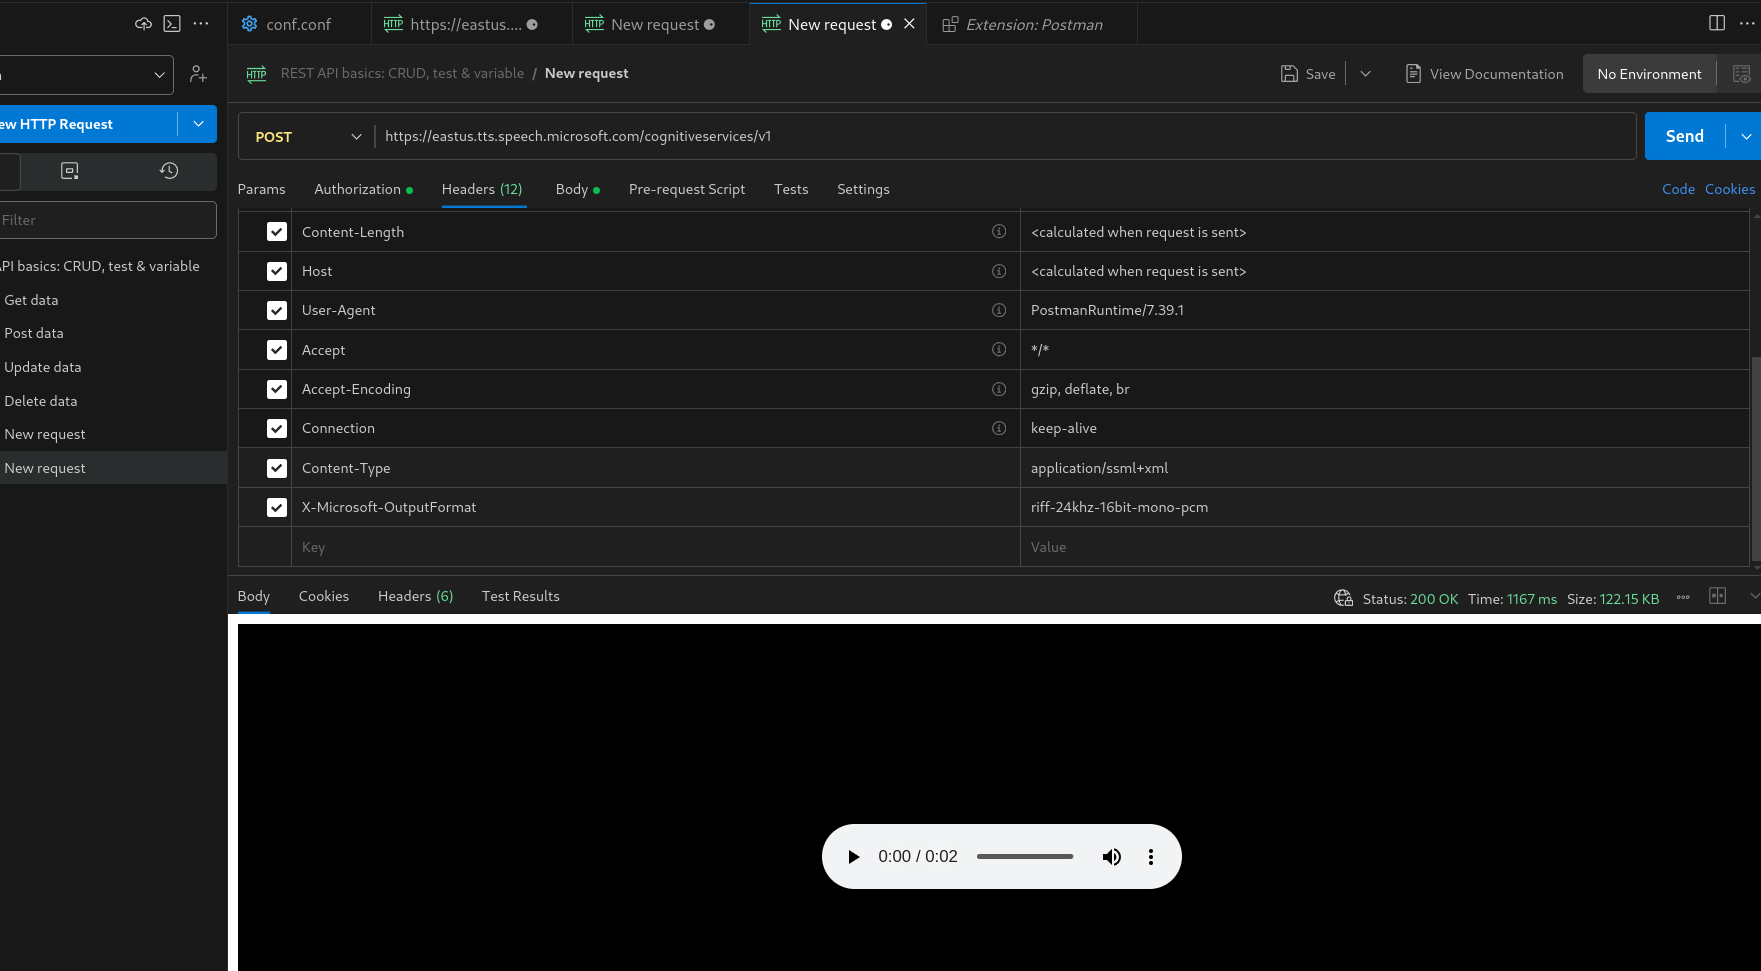 conf.conf
https://eastus....
New request
New request
Extension: Postman
REST API basics: CRUD, test & variable / New request
Save
View Documentation
No Environment
ew HTTP Request
POST
https://eastus.tts.speech.microsoft.com/cognitiveservices/v1
Send
Params
Authorization
Headers (12)
Body
Pre-request Script
Tests
Settings
Code
Cookies
Filter
PI basics: CRUD, test & variable
Get data
Post data
Update data
Delete data
New request
New request
Content-Length <calculated when request is sent>
Host <calculated when request is sent>
User-Agent PostmanRuntime/7.39.1
Accept */*
Accept-Encoding gzip, deflate, br
Connection keep-alive
Content-Type application/ssml+xml
X-Microsoft-OutputFormat riff-24khz-16bit-mono-pcm
Key Value
Body
Cookies
Headers (6)
Test Results
Status: 200 OK Time: 1167 ms Size: 122.15 KB
0:00 / 0:02